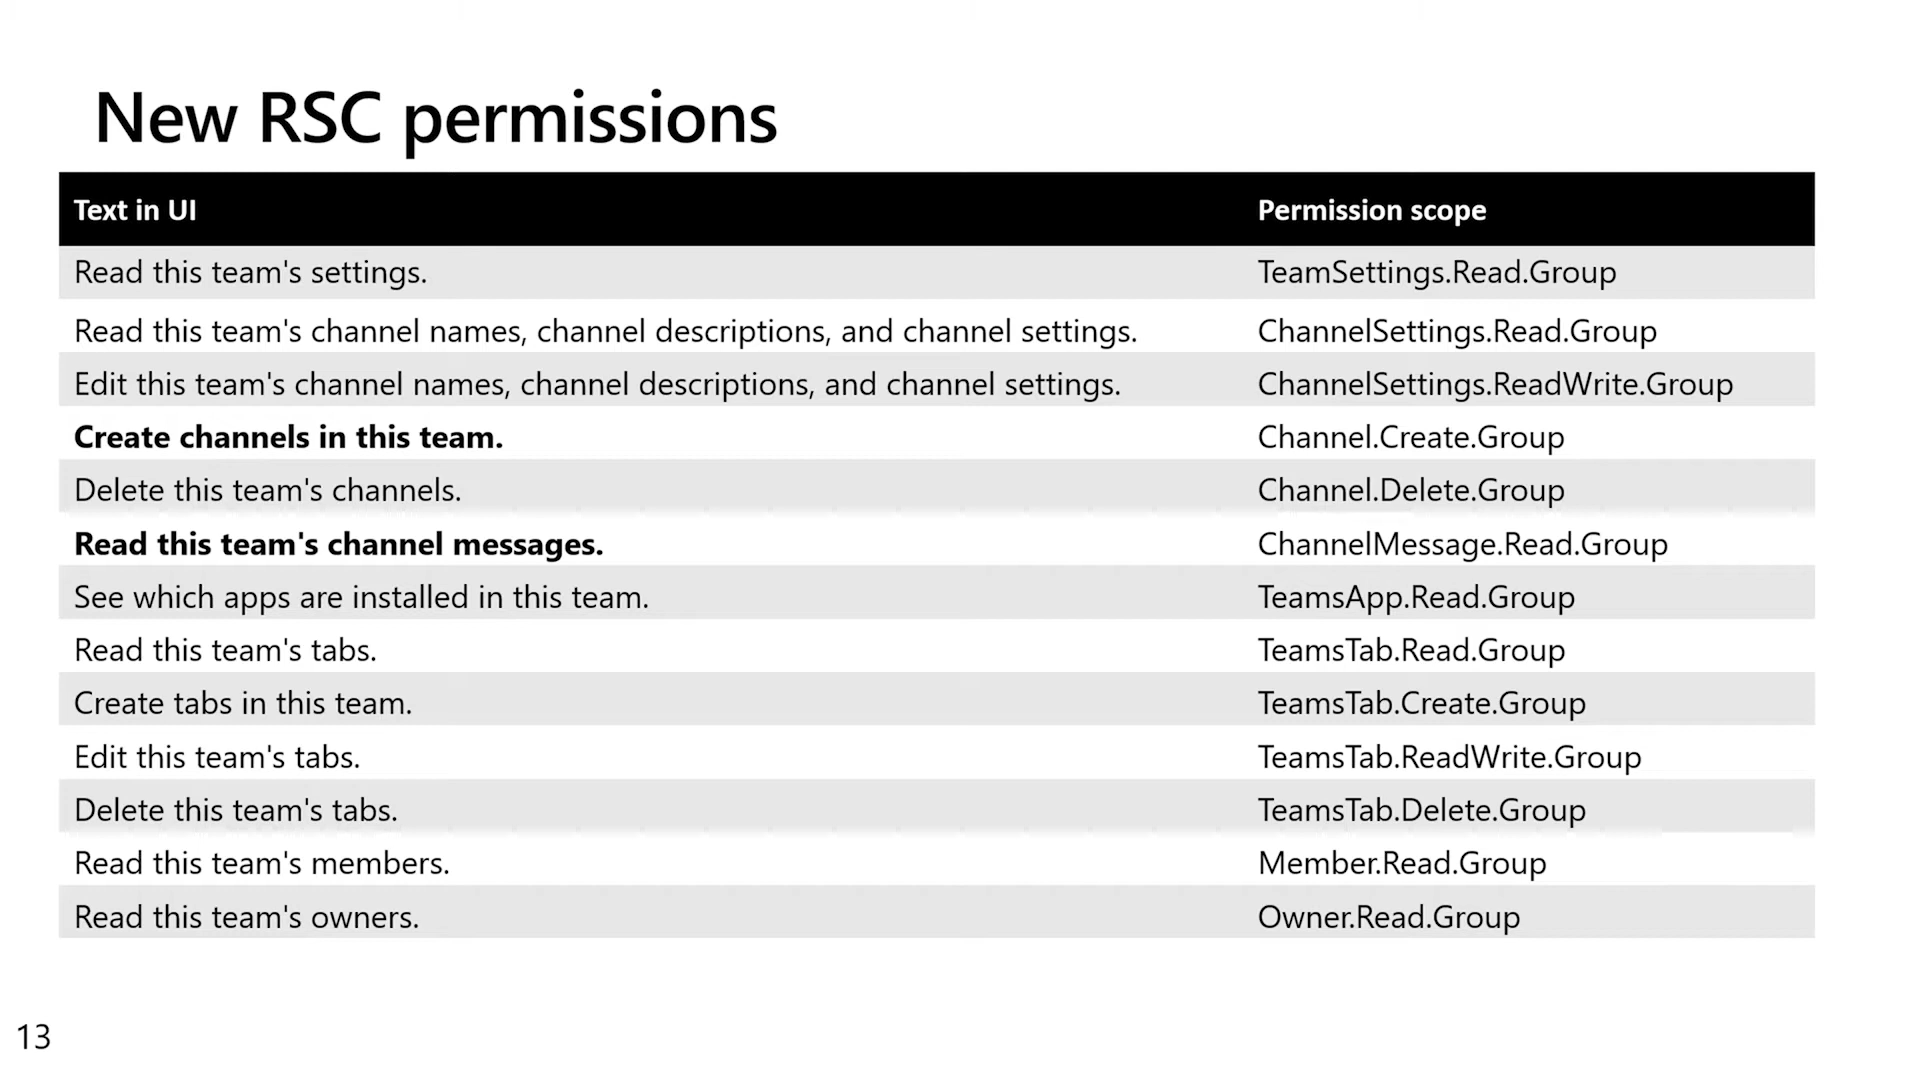 New RSC permissions
Text in UI Permission scope
Read this team's settings. TeamSettings.Read.Group
Read this team's channel names, channel descriptions, and channel settings. ChannelSettings.Read.Group
Edit this team's channel names, channel descriptions, and channel settings. ChannelSettings.ReadWrite.Group
Create channels in this team. Channel.Create.Group
Delete this team's channels. Channel.Delete.Group
Read this team's channel messages. ChannelMessage.Read.Group
See which apps are installed in this team. TeamsApp.Read.Group
Read this team's tabs. TeamsTab.Read.Group
Create tabs in this team. TeamsTab.Create.Group
Edit this team's tabs. TeamsTab.ReadWrite.Group
Delete this team's tabs. TeamsTab.Delete.Group
Read this team's members. Member.Read.Group
Read this team's owners. Owner.Read.Group
13